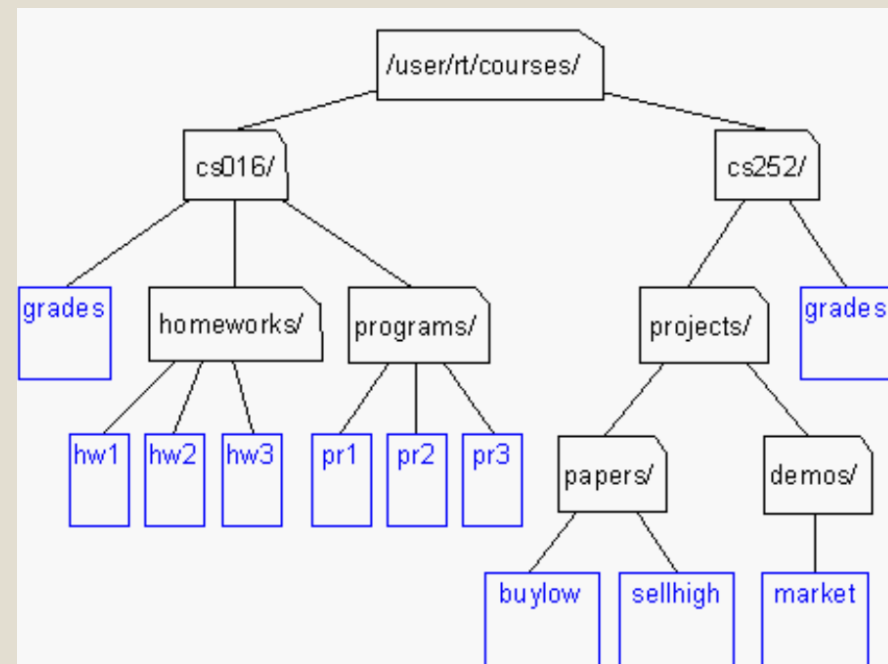 /user/rt/courses/
cs016/
cs252/
grades
homeworks/
programs/
projects/
grades
hw1
hw2
hw3
pr1
pr2
pr3
papers/
demos/
buylow
sellhigh
market